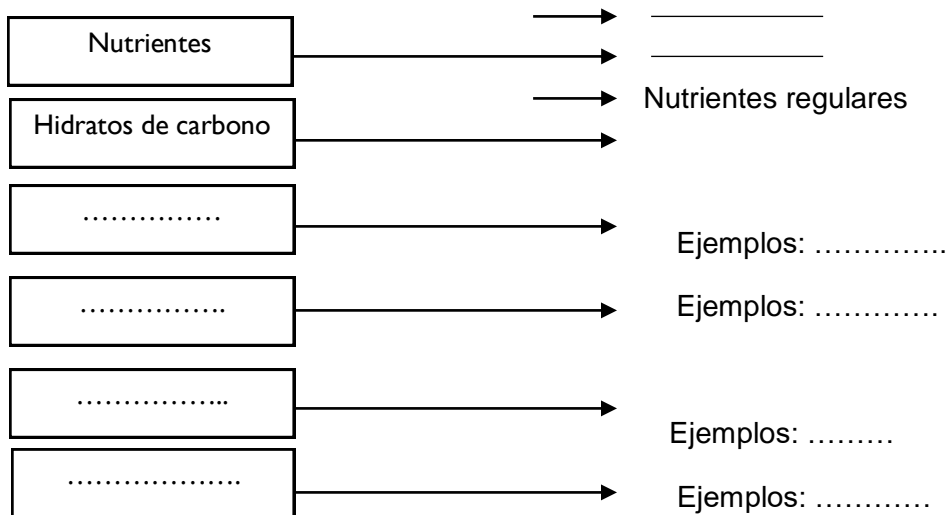 Nutrientes
Nutrientes regulares
Hidratos de carbono
……………
Ejemplos: …………..
…………….
Ejemplos: ………….
……………..
Ejemplos: ………
……………….
Ejemplos: …………